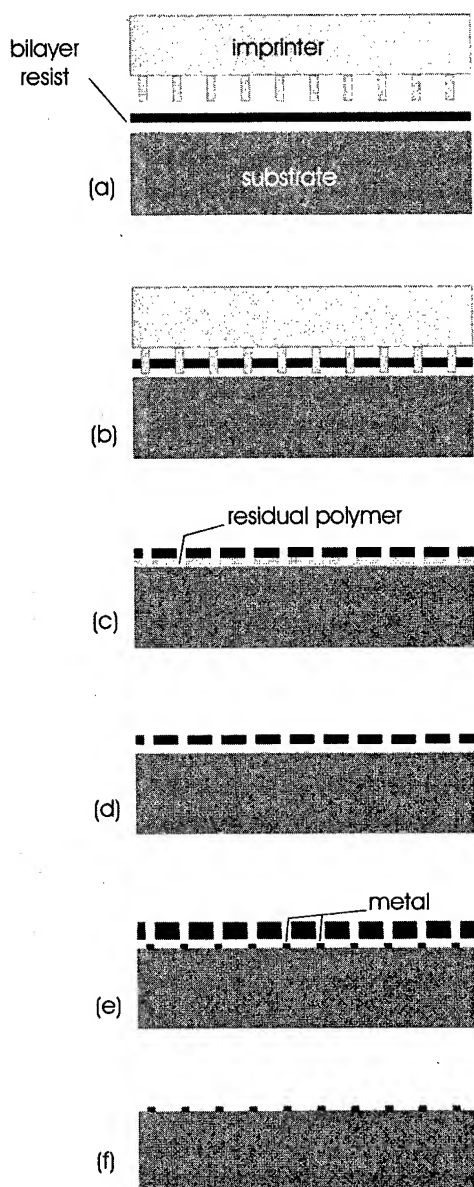 imprinter
bilayer
resist
substrate
(a)
(b)
residual polymer
(c)
(d)
metal
(e)
(f)